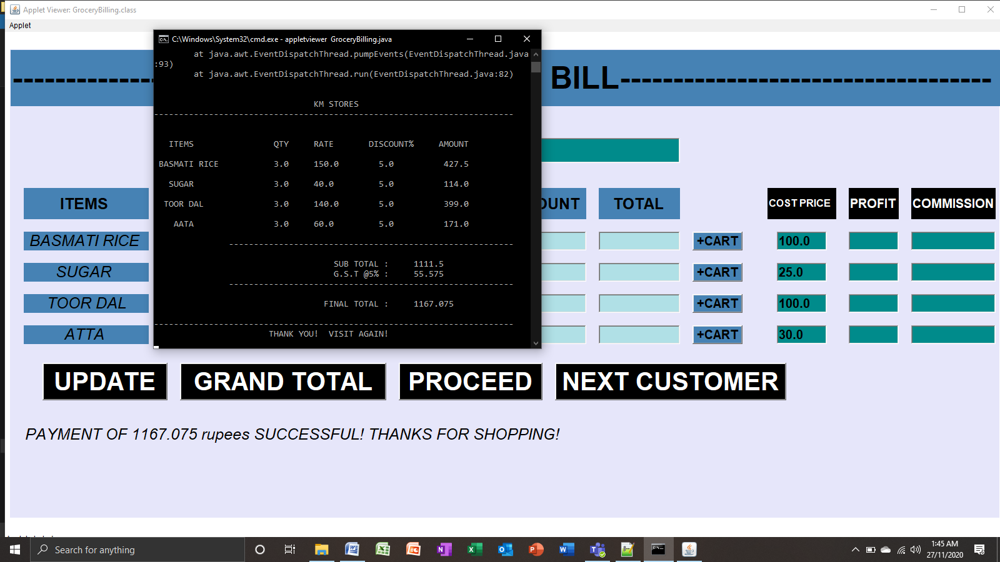 Applet Viewer: GroceryBilling.class
Applet
C:\Windows\System32\cmd.exe - appletviewer GroceryBilling.java
at java.awt.EventDispatchThread.pumpEvents(EventDispatchThread.java
:93)
at java.awt.EventDispatchThread.run(EventDispatchThread.java:82)
KM STORES
------------------------------------------------------------------------
ITEMS QTY RATE DISCOUNT% AMOUNT
BASMATI RICE 3.0 150.0 5.0 427.5
SUGAR 3.0 40.0 5.0 114.0
TOOR DAL 3.0 140.0 5.0 399.0
AATA 3.0 60.0 5.0 171.0
---------------------------------------------------------
SUB TOTAL : 1111.5
G.S.T @5% : 55.575
---------------------------------------------------------
FINAL TOTAL : 1167.075
------------------------------------------------------------------------
THANK YOU! VISIT AGAIN!
BILL-----------------------------------
ITEMS OUNT TOTAL COST PRICE PROFIT COMMISSION
BASMATI RICE +CART 100.0
SUGAR +CART 25.0
TOOR DAL +CART 100.0
ATTA +CART 30.0
UPDATE GRAND TOTAL PROCEED NEXT CUSTOMER
PAYMENT OF 1167.075 rupees SUCCESSFUL! THANKS FOR SHOPPING!
Search for anything
1:45 AM
27/11/2020